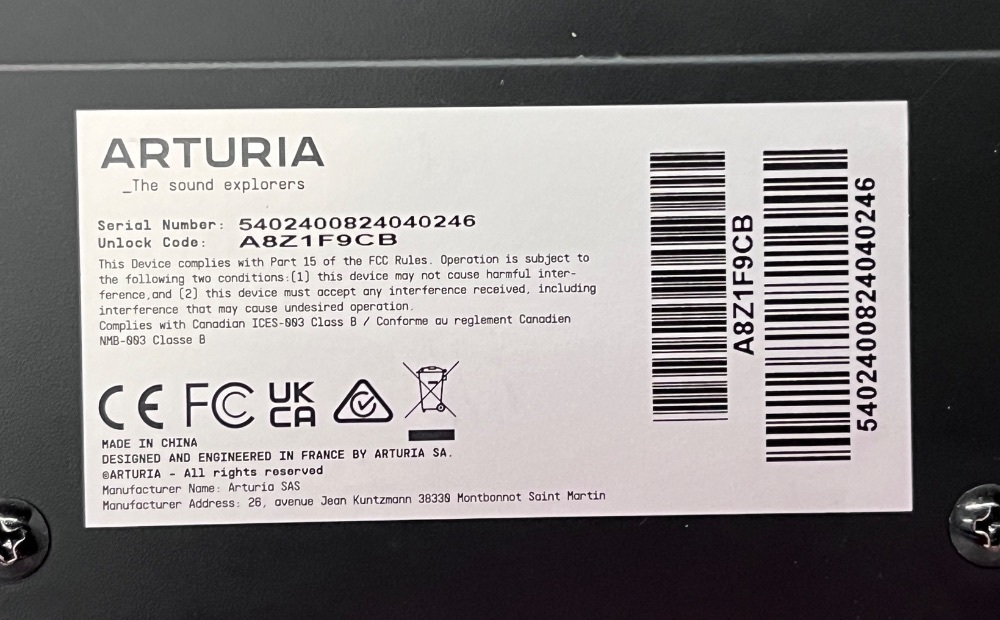 ARTURIA
_The sound explorers
Serial Number: 5402400824040246
Unlock Code: A8Z1F9CB
This Device complies with Part 15 of the FCC Rules. Operation is subject to
the following two conditions:(1) this device may not cause harmful inter-
ference,and (2) this device must accept any interference received, including
interference that may cause undesired operation.
Complies with Canadian ICES-003 Class B / Conforme au reglement Canadien
NMB-003 Classe B
CE FC UK
CA
MADE IN CHINA
DESIGNED AND ENGINEERED IN FRANCE BY ARTURIA SA.
©ARTURIA - All rights reserved
Manufacturer Name: Arturia SAS
Manufacturer Address: 26, avenue Jean Kuntzmann 38330 Montbonnot Saint Martin
A8Z1F9CB
5402400824040246